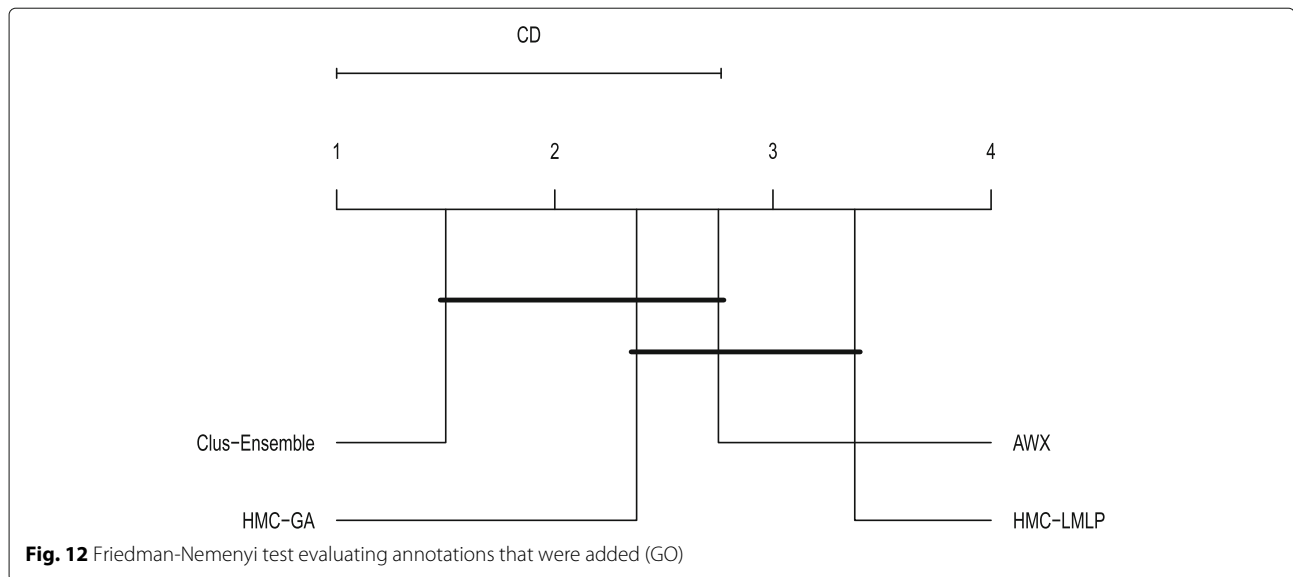 CD
1 2 3 4
Clus-Ensemble AWX
HMC-GA HMC-LMLP
Fig. 12 Friedman-Nemenyi test evaluating annotations that were added (GO)